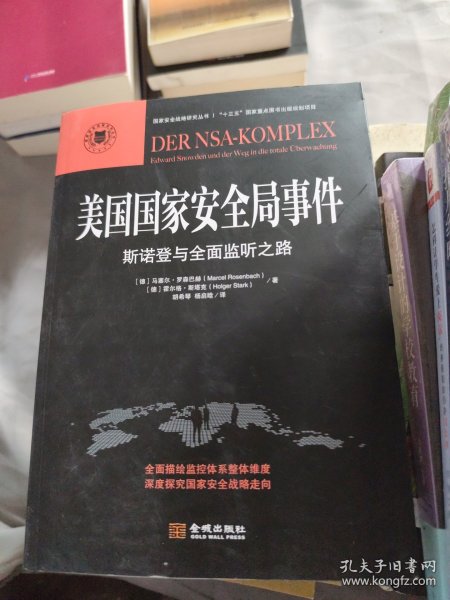 国家安全战略研究丛书 | “十三五”国家重点图书出版规划项目
DER NSA-KOMPLEX
Edward Snowden und der Weg in die totale Überwachung
美国国家安全局事件
斯诺登与全面监听之路
[德] 马塞尔·罗森巴赫 (Marcel Rosenbach)
[德] 霍尔格·斯塔克 (Holger Stark) 著
胡希琴 杨启晗 / 译
全面描绘监控体系整体维度
深度探究国家安全战略走向
金城出版社
GOLD WALL PRESS
学校教育
孔夫子旧书网
www.kongfz.com